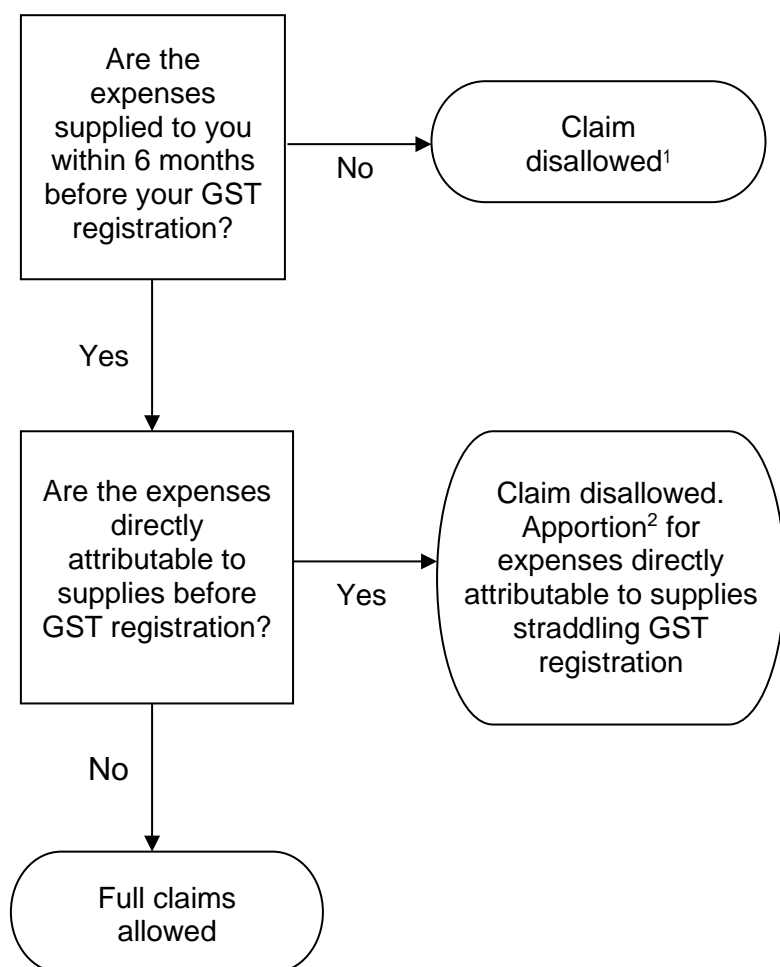 Are the
expenses
supplied to you
within 6 months
before your GST
registration?
No
Claim
disallowed¹
Yes
Are the expenses
directly
attributable to
supplies before
GST registration?
Yes
Claim disallowed.
Apportion² for
expenses directly
attributable to supplies
straddling GST
registration
No
Full claims
allowed